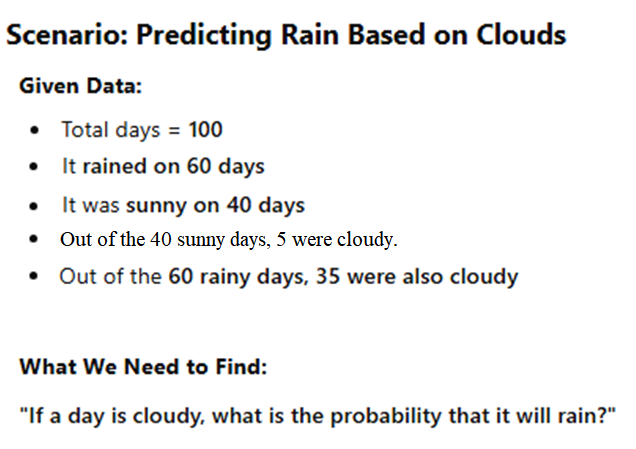 Scenario: Predicting Rain Based on Clouds
Given Data:
• Total days = 100
• It rained on 60 days
• It was sunny on 40 days
• Out of the 40 sunny days, 5 were cloudy.
• Out of the 60 rainy days, 35 were also cloudy
What We Need to Find:
"If a day is cloudy, what is the probability that it will rain?"